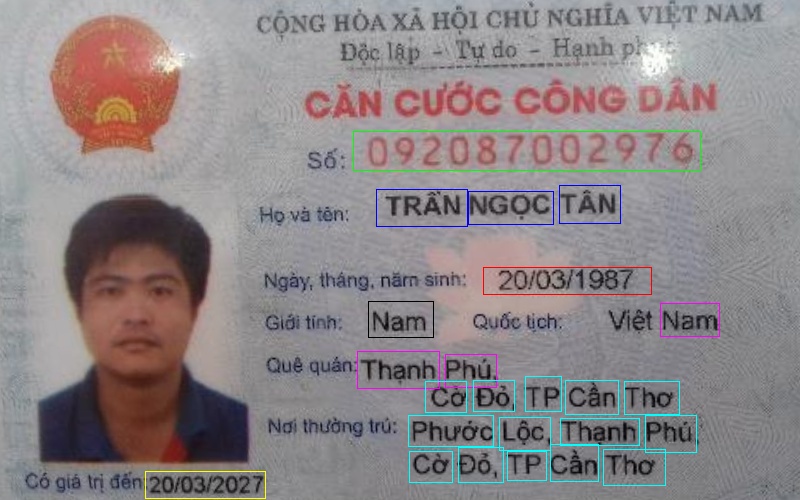 CỘNG HÒA XÃ HỘI CHỦ NGHĨA VIỆT NAM
Độc lập - Tự do - Hạnh phúc
CĂN CƯỚC CÔNG DÂN
Số: 092087002976
Họ và tên: TRẦN NGỌC TÂN
Ngày, tháng, năm sinh: 20/03/1987
Giới tính: Nam Quốc tịch: Việt Nam
Quê quán: Thạnh Phú,
Cờ Đỏ, TP Cần Thơ
Nơi thường trú: Phước Lộc, Thạnh Phú,
Cờ Đỏ, TP Cần Thơ
Có giá trị đến: 20/03/2027